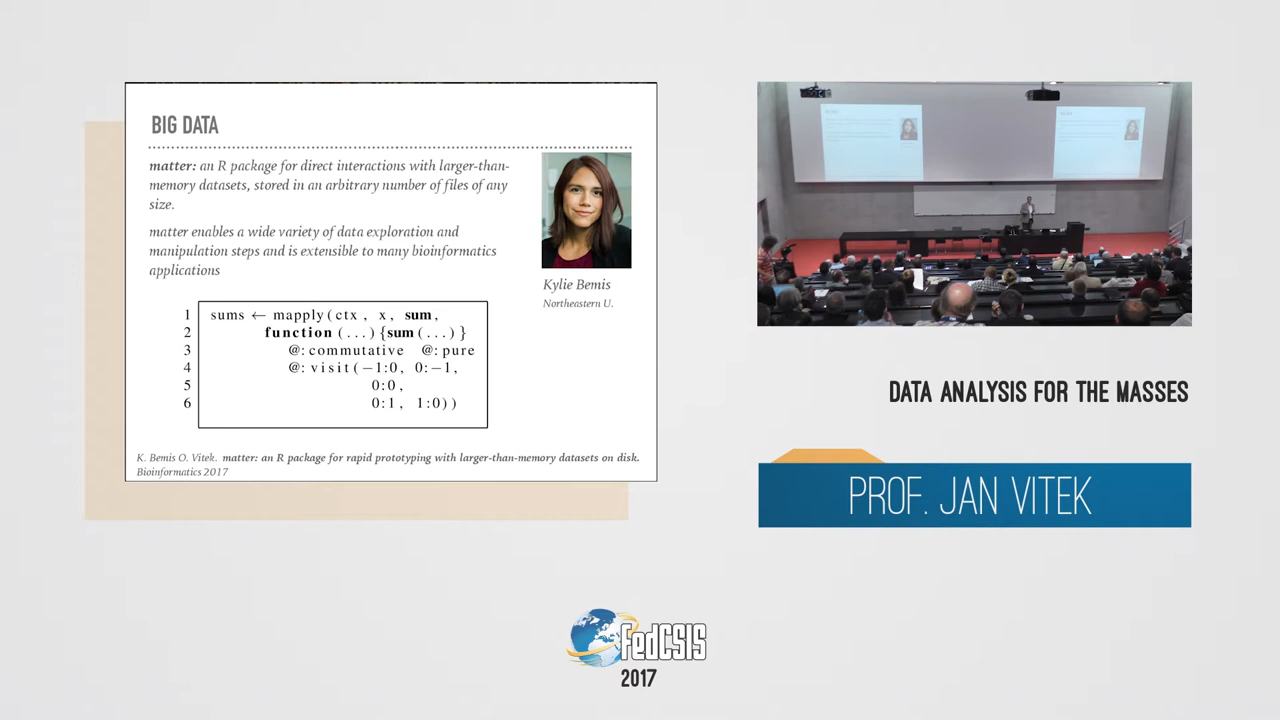 BIG DATA
matter: an R package for direct interactions with larger-than-
memory datasets, stored in an arbitrary number of files of any
size.
matter enables a wide variety of data exploration and
manipulation steps and is extensible to many bioinformatics
applications
Kylie Bemis
Northeastern U.
1 sums ← mapply(ctx , x, sum,
2 function (...) {sum(...) }
3 @:commutative @:pure
4 @:visit(−1:0, 0:−1,
5 0:0,
6 0:1, 1:0))
K. Bemis O. Vitek. matter: an R package for rapid prototyping with larger-than-memory datasets on disk.
Bioinformatics 2017
DATA ANALYSIS FOR THE MASSES
PROF. JAN VITEK
FedCSIS
2017